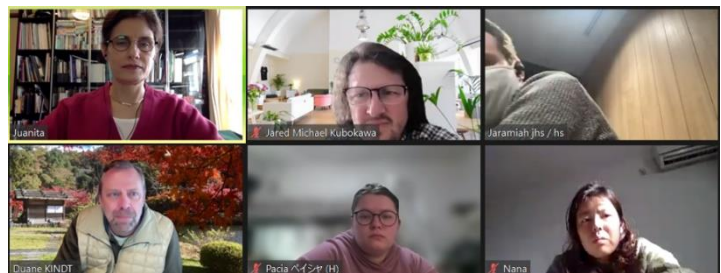 Juanita
Jared Michael Kubokawa
Jaramiah jhs / hs
Duane KINDT
Pacia ペイシャ (H)
Nana